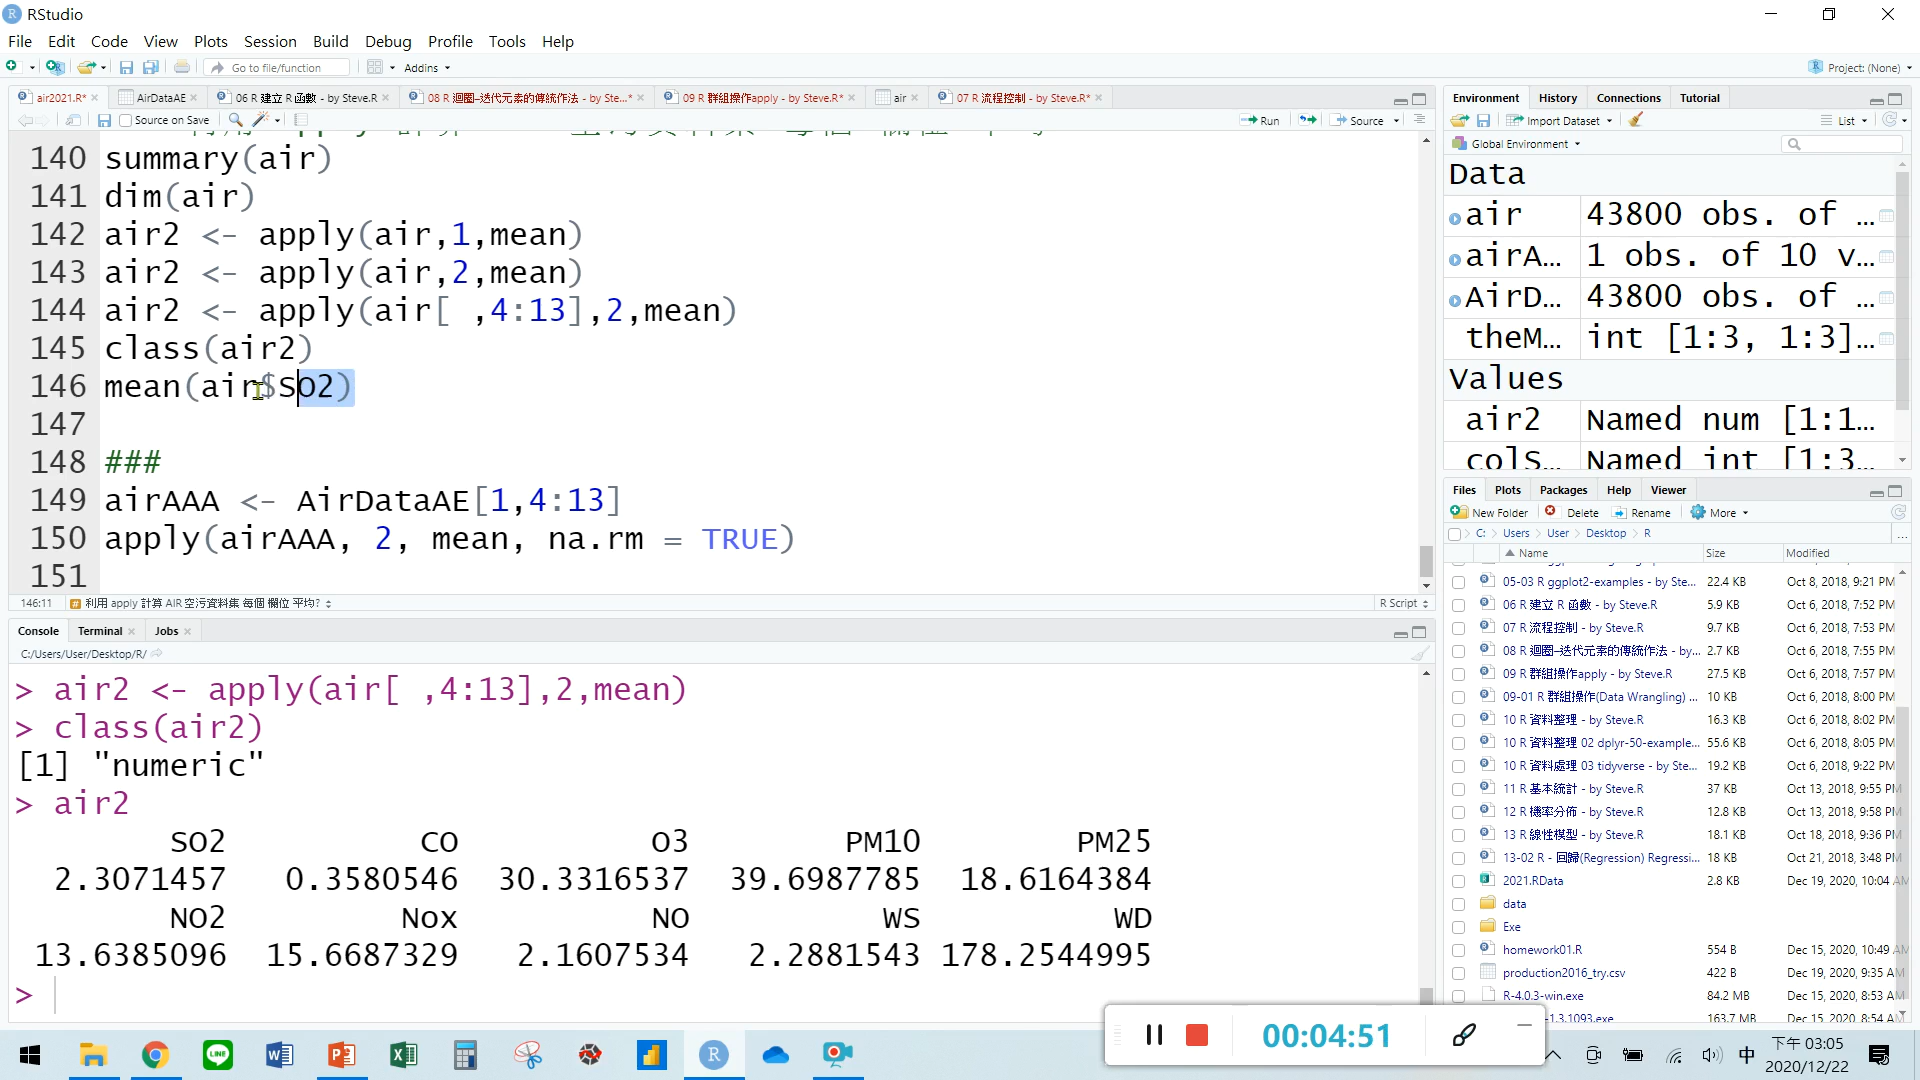 RStudio
File Edit Code View Plots Session Build Debug Profile Tools Help
Go to file/function Addins Project: (None)
air2021.R* AirDataAE 06 R 建立 R 函數 - by Steve.R 08 R 迴圈–迭代元素的傳統作法 - by Ste...* 09 R 群組操作apply - by Steve.R* air 07 R 流程控制 - by Steve.R*
Source on Save Run Source
140 summary(air)
141 dim(air)
142 air2 <- apply(air,1,mean)
143 air2 <- apply(air,2,mean)
144 air2 <- apply(air[ ,4:13],2,mean)
145 class(air2)
146 mean(air$SO2)
147
148 ###
149 airAAA <- AirDataAE[1,4:13]
150 apply(airAAA, 2, mean, na.rm = TRUE)
151
146:11 利用 apply 計算 AIR 空污資料集 每個 欄位 平均? R Script
Console Terminal Jobs
C:/Users/User/Desktop/R/
> air2 <- apply(air[ ,4:13],2,mean)
> class(air2)
[1] "numeric"
> air2
SO2 CO O3 PM10 PM25
2.3071457 0.3580546 30.3316537 39.6987785 18.6164384
NO2 Nox NO WS WD
13.6385096 15.6687329 2.1607534 2.2881543 178.2544995
>
Environment History Connections Tutorial
Import Dataset List
Global Environment
Data
air 43800 obs. of ...
airA... 1 obs. of 10 v...
AirD... 43800 obs. of ...
theM... int [1:3, 1:3]...
Values
air2 Named num [1:1...
colS... Named int [1:3...
Files Plots Packages Help Viewer
New Folder Delete Rename More
C: Users User Desktop R ...
Name Size Modified
05-03 R ggplot2-examples - by Ste... 22.4 KB Oct 8, 2018, 9:21 PM
06 R 建立 R 函數 - by Steve.R 5.9 KB Oct 6, 2018, 7:52 PM
07 R 流程控制 - by Steve.R 9.7 KB Oct 6, 2018, 7:53 PM
08 R 迴圈–迭代元素的傳統作法 - by... 2.7 KB Oct 6, 2018, 7:55 PM
09 R 群組操作apply - by Steve.R 27.5 KB Oct 6, 2018, 7:57 PM
09-01 R 群組操作(Data Wrangling) ... 10 KB Oct 6, 2018, 8:00 PM
10 R 資料整理 - by Steve.R 16.3 KB Oct 6, 2018, 8:02 PM
10 R 資料整理 02 dplyr-50-example... 55.6 KB Oct 6, 2018, 8:05 PM
10 R 資料處理 03 tidyverse - by Ste... 19.2 KB Oct 6, 2018, 9:22 PM
11 R 基本統計 - by Steve.R 37 KB Oct 13, 2018, 9:55 PM
12 R 機率分佈 - by Steve.R 12.8 KB Oct 13, 2018, 9:58 PM
13 R 線性模型 - by Steve.R 18.1 KB Oct 18, 2018, 9:36 PM
13-02 R - 回歸(Regression) Regressi... 18 KB Oct 21, 2018, 3:48 PM
2021.RData 2.8 KB Dec 19, 2020, 10:04 AM
data
Exe
homework01.R 554 B Dec 15, 2020, 10:49 AM
production2016_try.csv 422 B Dec 19, 2020, 9:35 AM
R-4.0.3-win.exe 84.2 MB Dec 15, 2020, 8:53 AM
-1.3.1093.exe 163.7 MB Dec 15, 2020, 8:54 AM
00:04:51
LINE
中
下午 03:05
2020/12/22